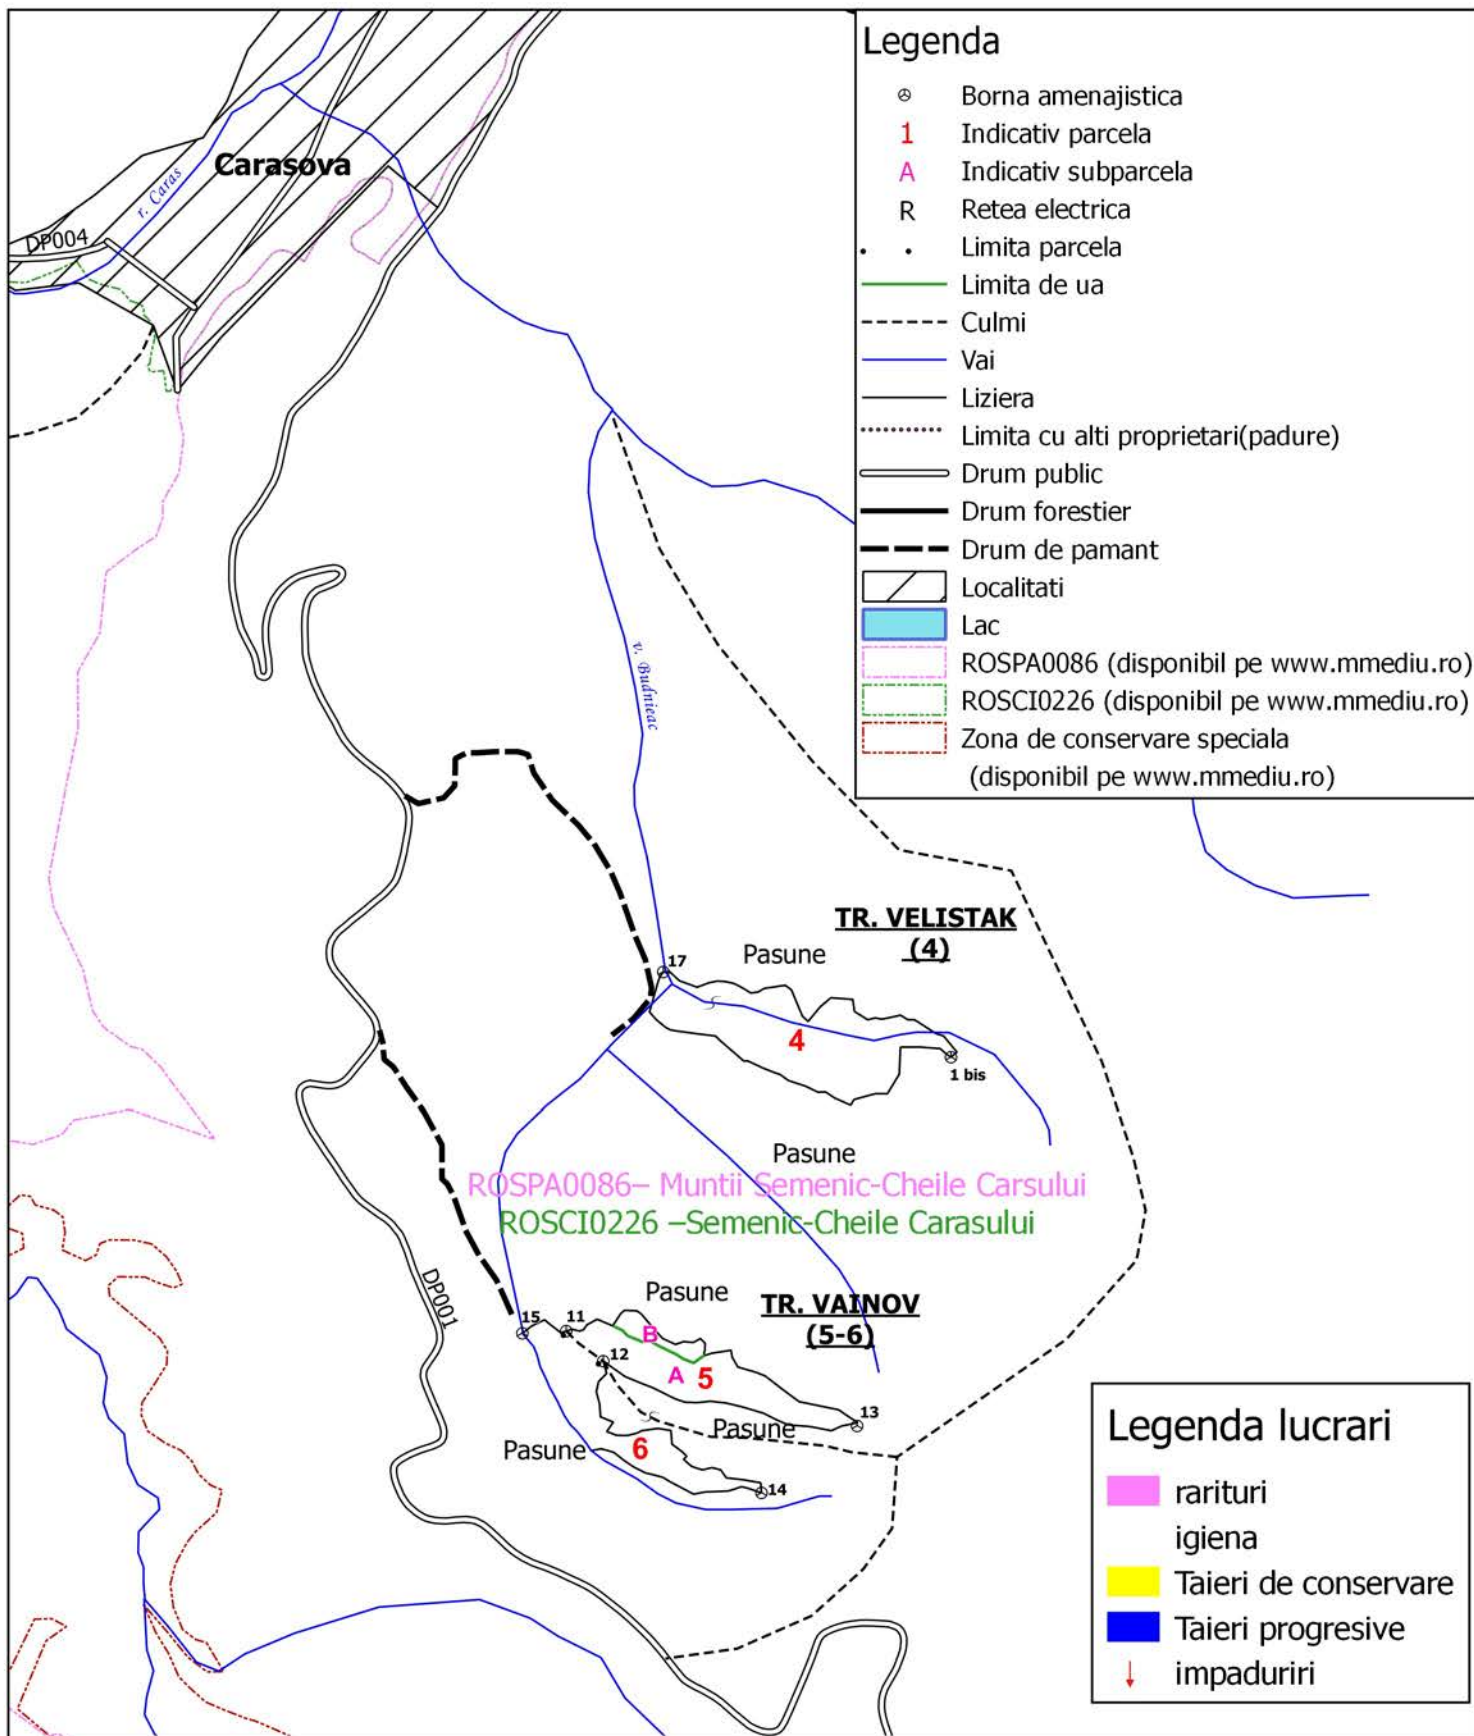 Legenda
Borna amenajistica
1 Indicativ parcela
A Indicativ subparcela
R Retea electrica
Limita parcela
Limita de ua
Culmi
Vai
Liziera
Limita cu alti proprietari(padure)
Drum public
Drum forestier
Drum de pamant
Localitati
Lac
ROSPA0086 (disponibil pe www.mmediu.ro)
ROSCI0226 (disponibil pe www.mmediu.ro)
Zona de conservare speciala
(disponibil pe www.mmediu.ro)
Carasova
r. Caras
DP004
v. Budnieac
TR. VELISTAK
(4)
Pasune
17
4
1 bis
Pasune
ROSPA0086– Muntii Semenic-Cheile Carsului
ROSCI0226 –Semenic-Cheile Carasului
DP001
Pasune
TR. VAINOV
(5-6)
15
11
B
12
A
5
13
Pasune
Pasune
6
14
Legenda lucrari
rarituri
igiena
Taieri de conservare
Taieri progresive
impaduriri